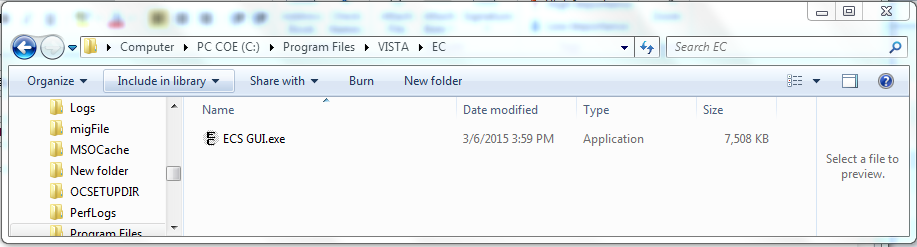 Computer PC COE (C:) Program Files VISTA EC Search EC
Organize Include in library Share with Burn New folder
Name Date modified Type Size
ECS GUI.exe 3/6/2015 3:59 PM Application 7,508 KB
Logs
migFile
MSOCache
New folder
OCSETUPDIR
PerfLogs
Program Files
Select a file to
preview.